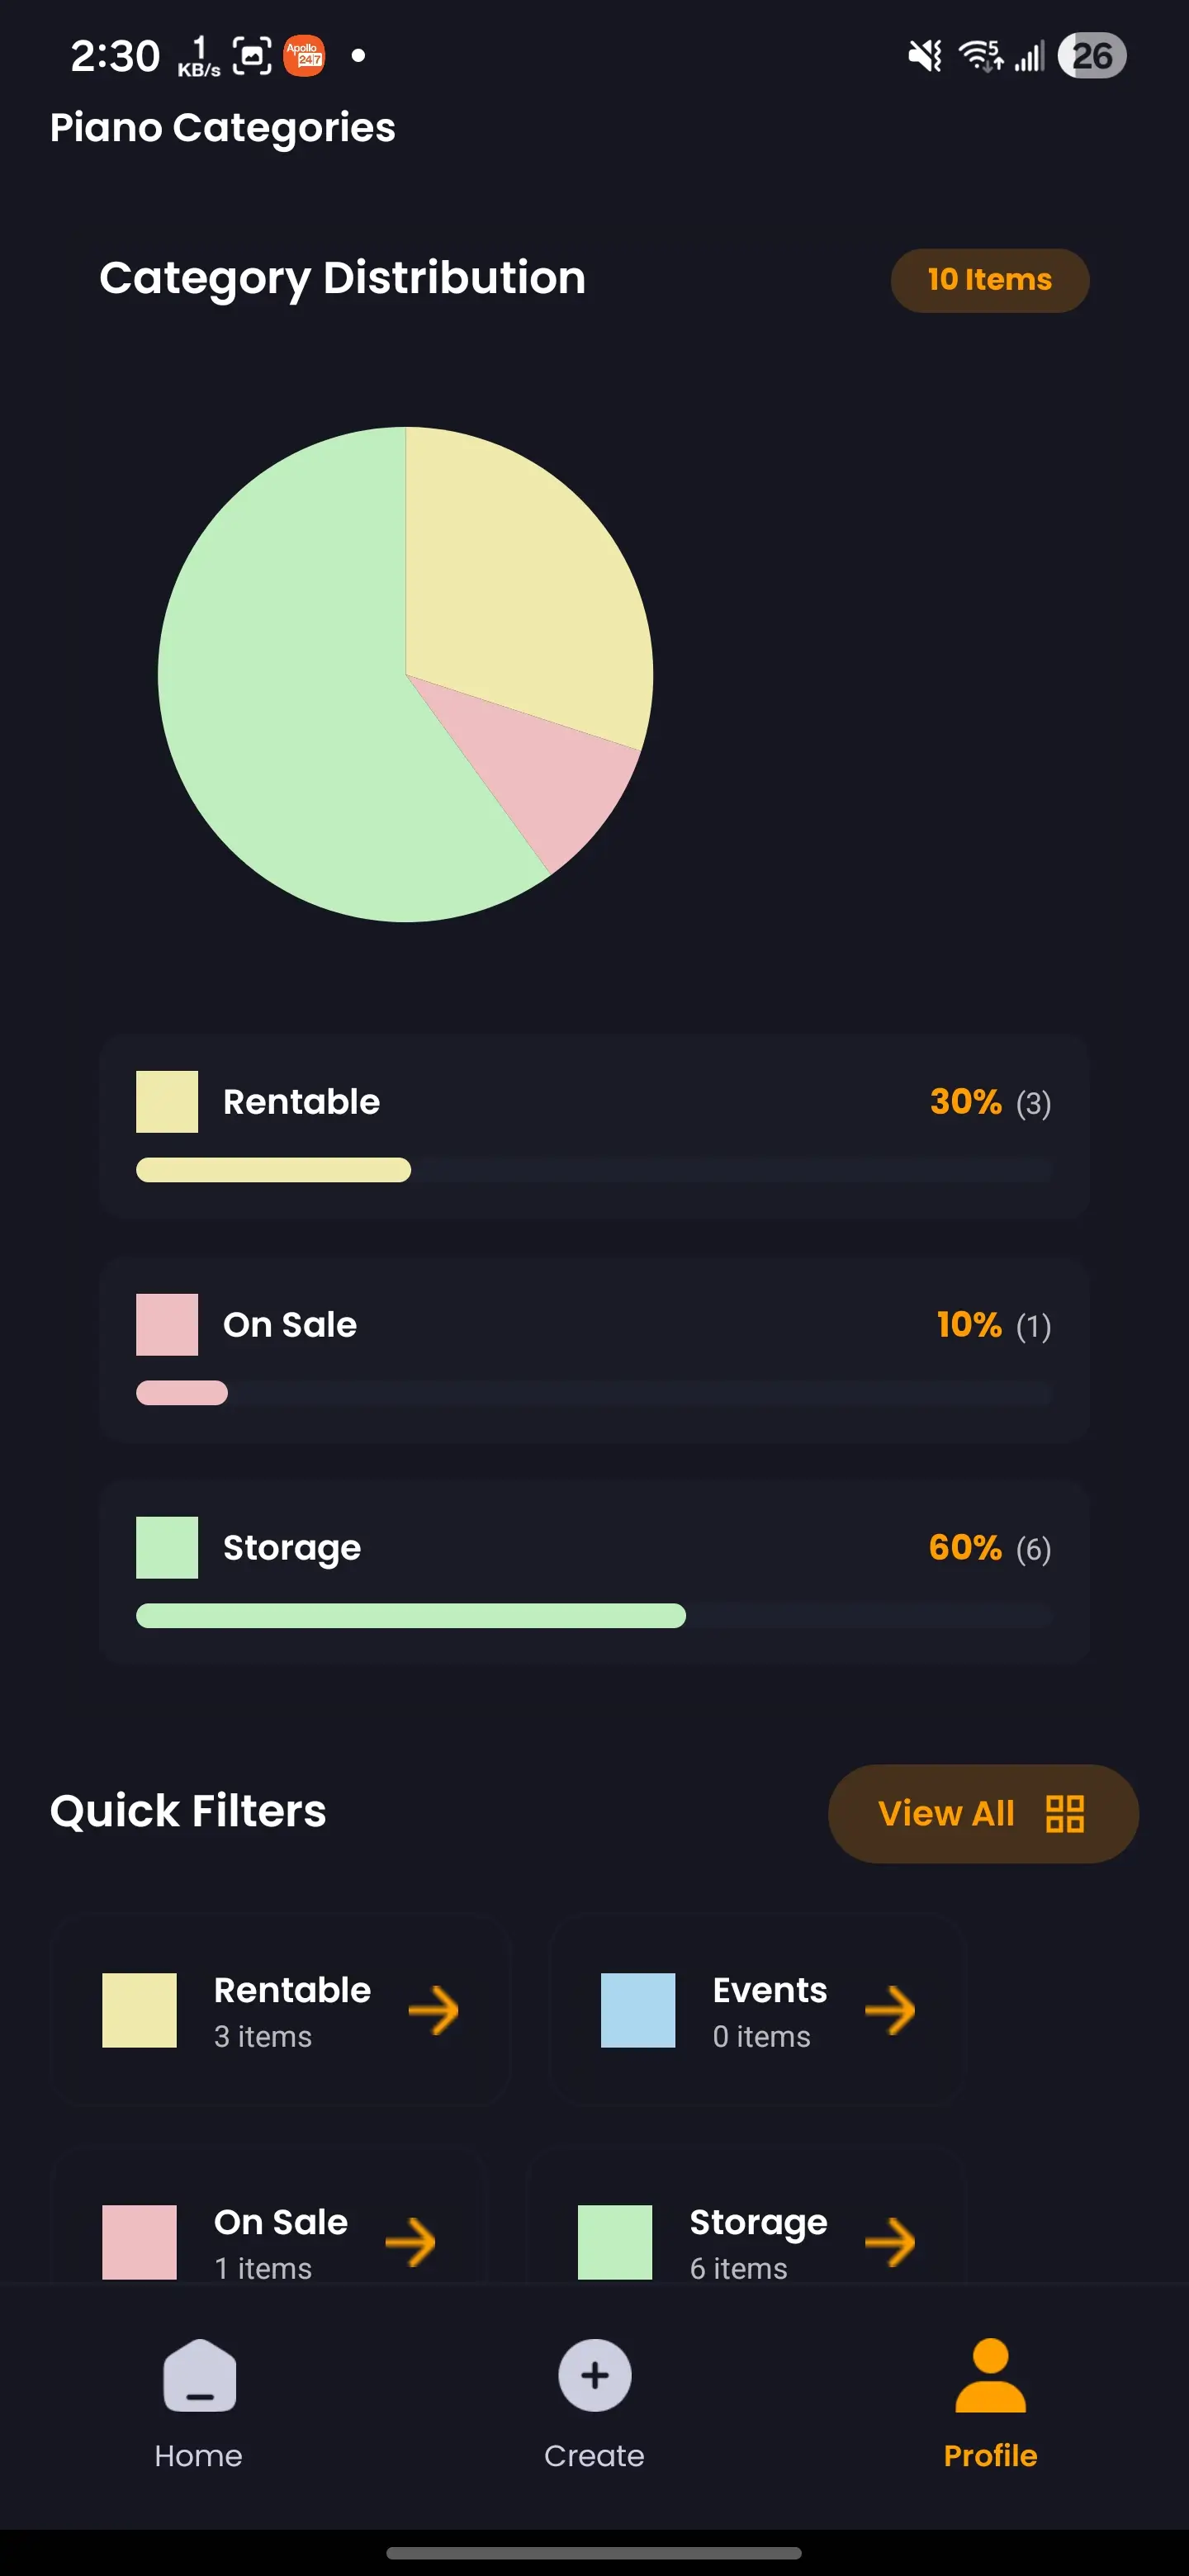 2:30 1 KB/s Apollo 24|7 5 26
Piano Categories
Category Distribution 10 Items
Rentable 30% (3)
On Sale 10% (1)
Storage 60% (6)
Quick Filters View All
Rentable Events
3 items 0 items
On Sale Storage
1 items 6 items
Home Create Profile